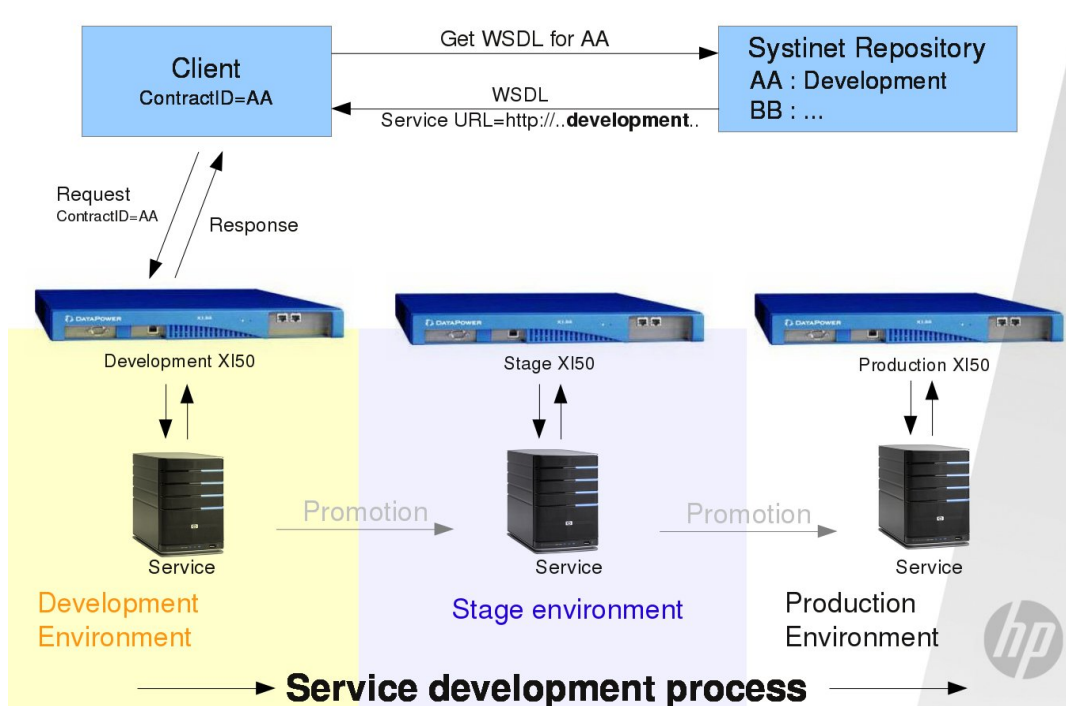 Get WSDL for AA
Client
ContractID=AA
Systinet Repository
AA : Development
BB : ...
WSDL
Service URL=http://..development..
Request
ContractID=AA
Response
DATAPOWER
DATAPOWER
DATAPOWER
Development XI50
Stage XI50
Production XI50
Promotion
Promotion
Service
Service
Service
Development
Environment
Stage environment
Production
Environment
hp
Service development process